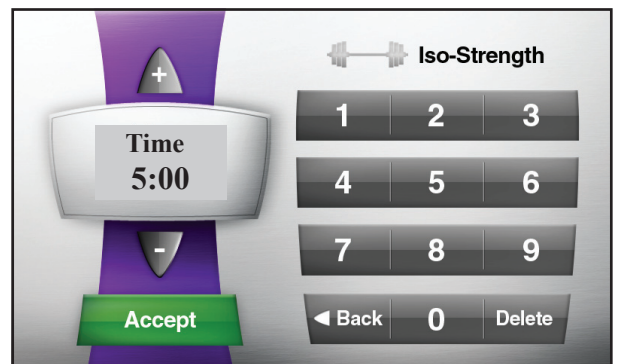 +
Iso-Strength
Time
5:00
-
Accept
1 2 3
4 5 6
7 8 9
◀ Back 0 Delete